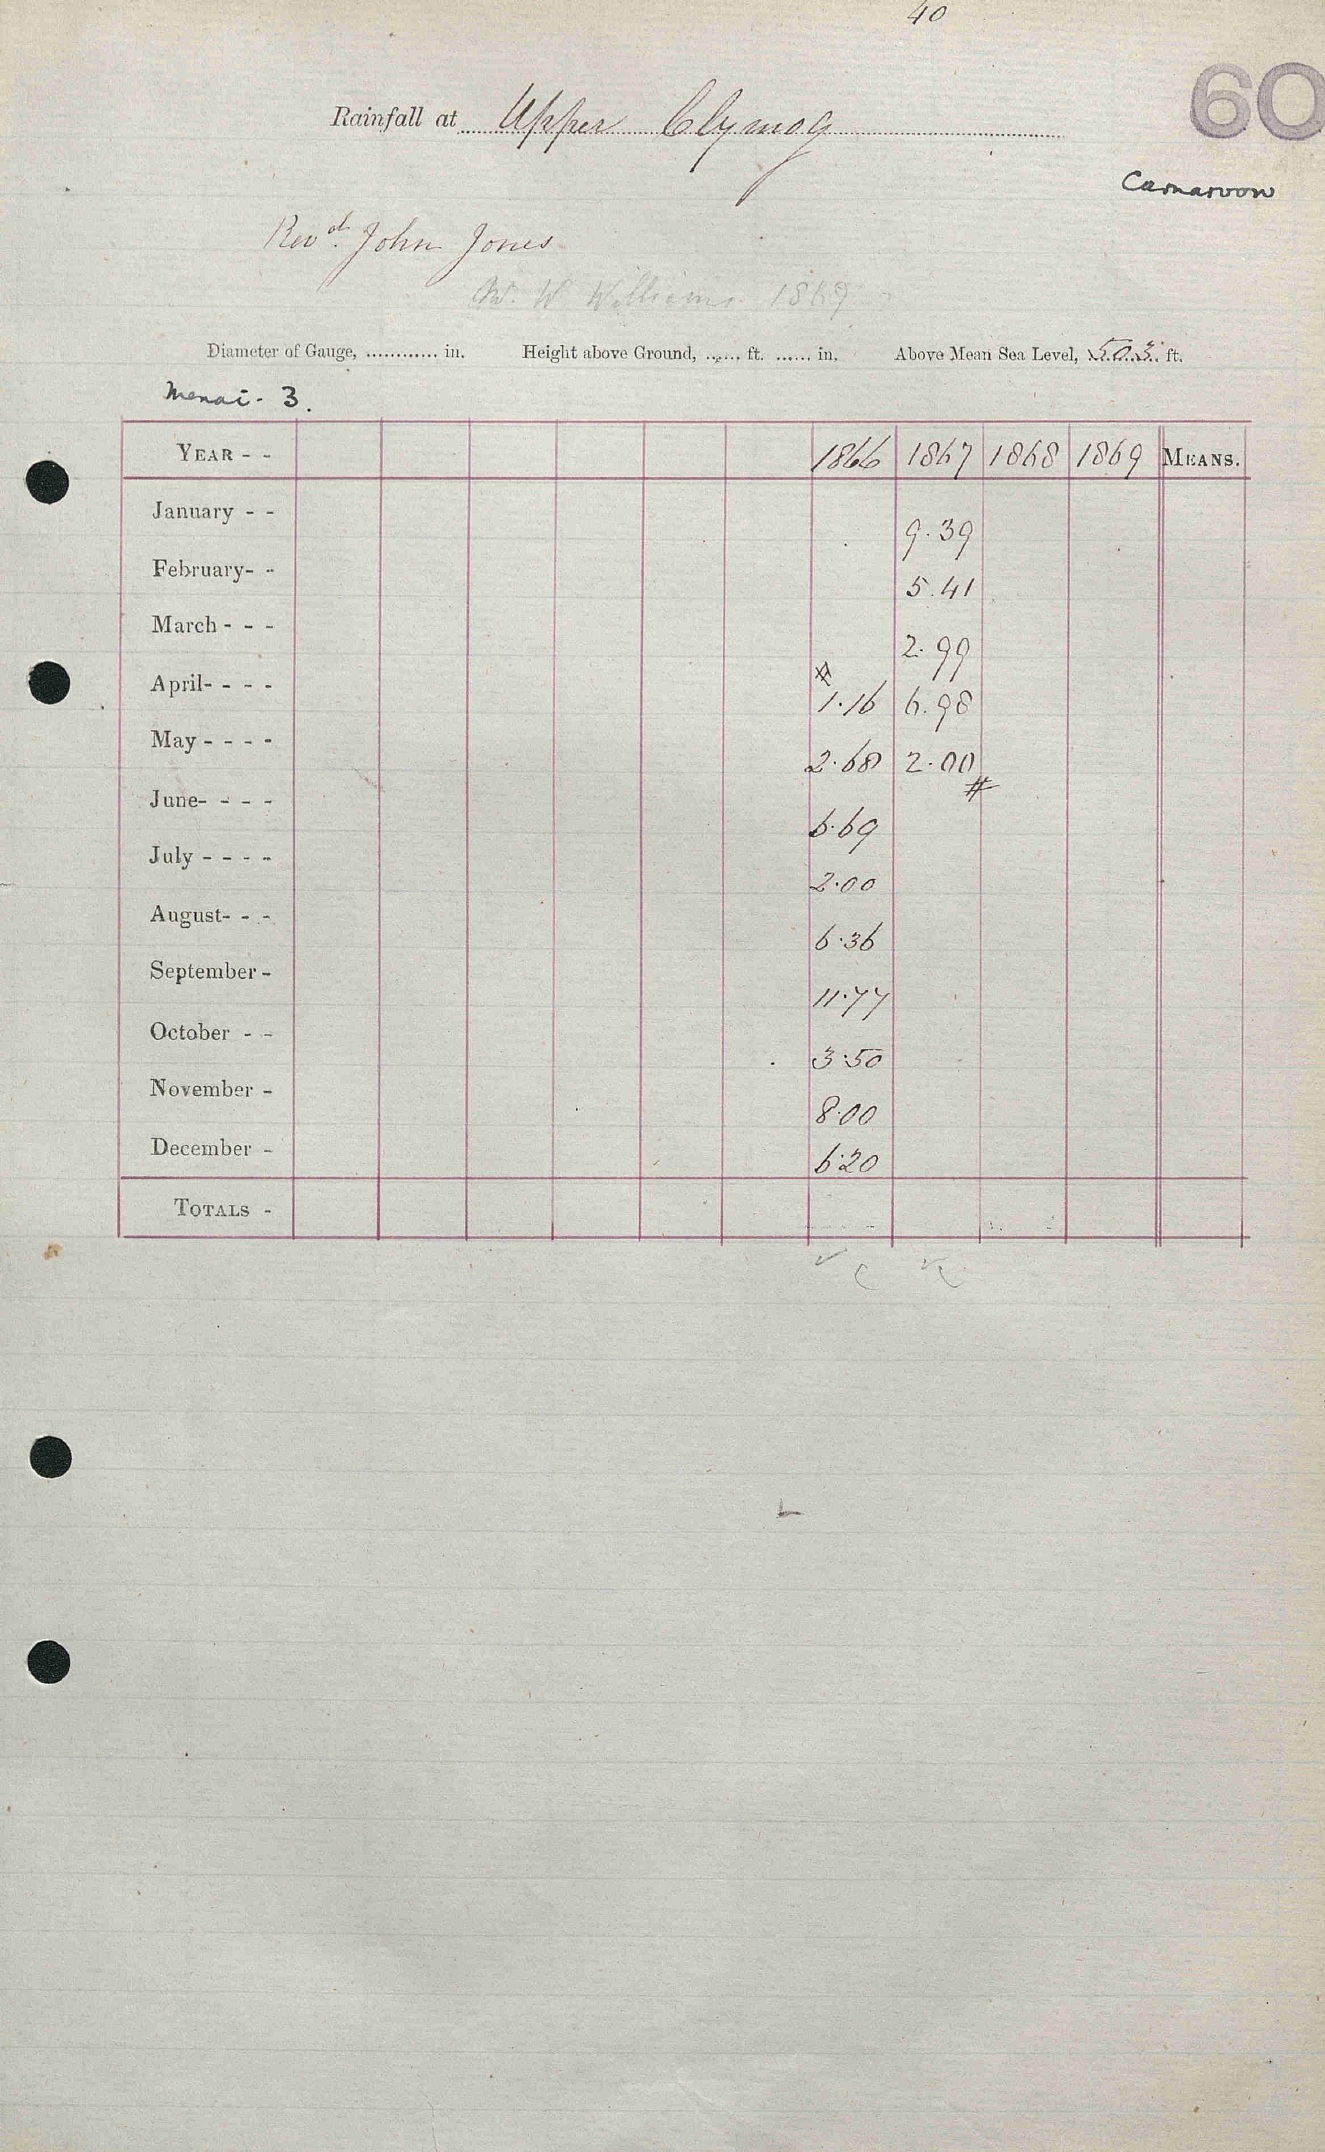 40
60
Rainfall at Upper Clymog
Carnarvon
Revd. John Jones
W. W Williams. 1869
Diameter of Gauge, ............ in. Height above Ground, ...... ft. ...... in. Above Mean Sea Level, 503 ft.
Menai - 3.
YEAR - - 1866 1867 1868 1869 MEANS.
January - - 9.39
February- - 5.41
March - - - 2.99
April- - - - # 1.16 6.98
May - - - - 2.68 2.00 #
June- - - - 6.69
July - - - - 2.00
August- - - 6.36
September - 11.77
October - - 3.50
November - 8.00
December - 6.20
TOTALS -